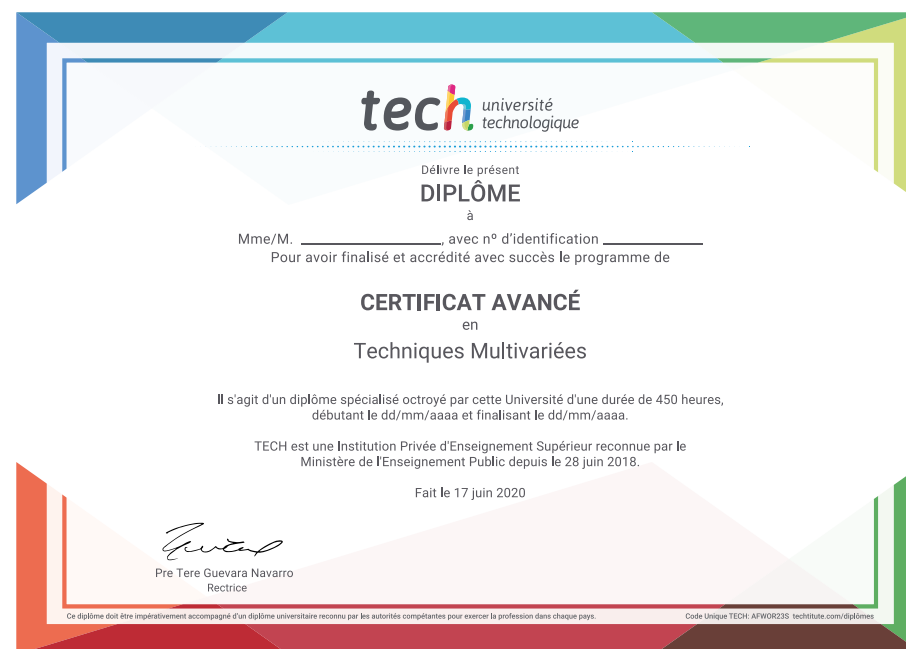 tech université
technologique
Délivre le présent
DIPLÔME
à
Mme/M. ____________________, avec nº d'identification ______________
Pour avoir finalisé et accrédité avec succès le programme de
CERTIFICAT AVANCÉ
en
Techniques Multivariées
Il s'agit d'un diplôme spécialisé octroyé par cette Université d'une durée de 450 heures,
débutant le dd/mm/aaaa et finalisant le dd/mm/aaaa.
TECH est une Institution Privée d'Enseignement Supérieur reconnue par le
Ministère de l'Enseignement Public depuis le 28 juin 2018.
Fait le 17 juin 2020
Pre Tere Guevara Navarro
Rectrice
Ce diplôme doit être impérativement accompagné d'un diplôme universitaire reconnu par les autorités compétantes pour exercer la profession dans chaque pays.
Code Unique TECH: AFWOR23S techtitute.com/diplômes